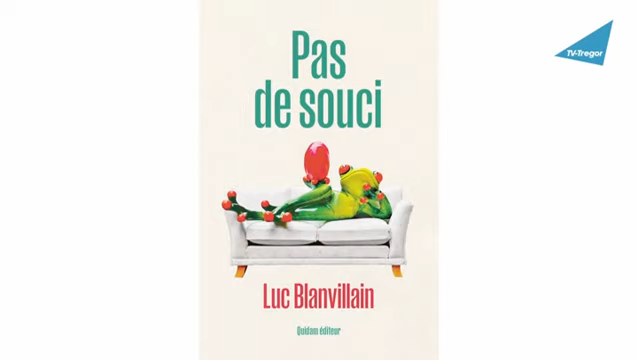 Pas
de souci
Luc Blanvillain
Quidam éditeur
TV-Tregor